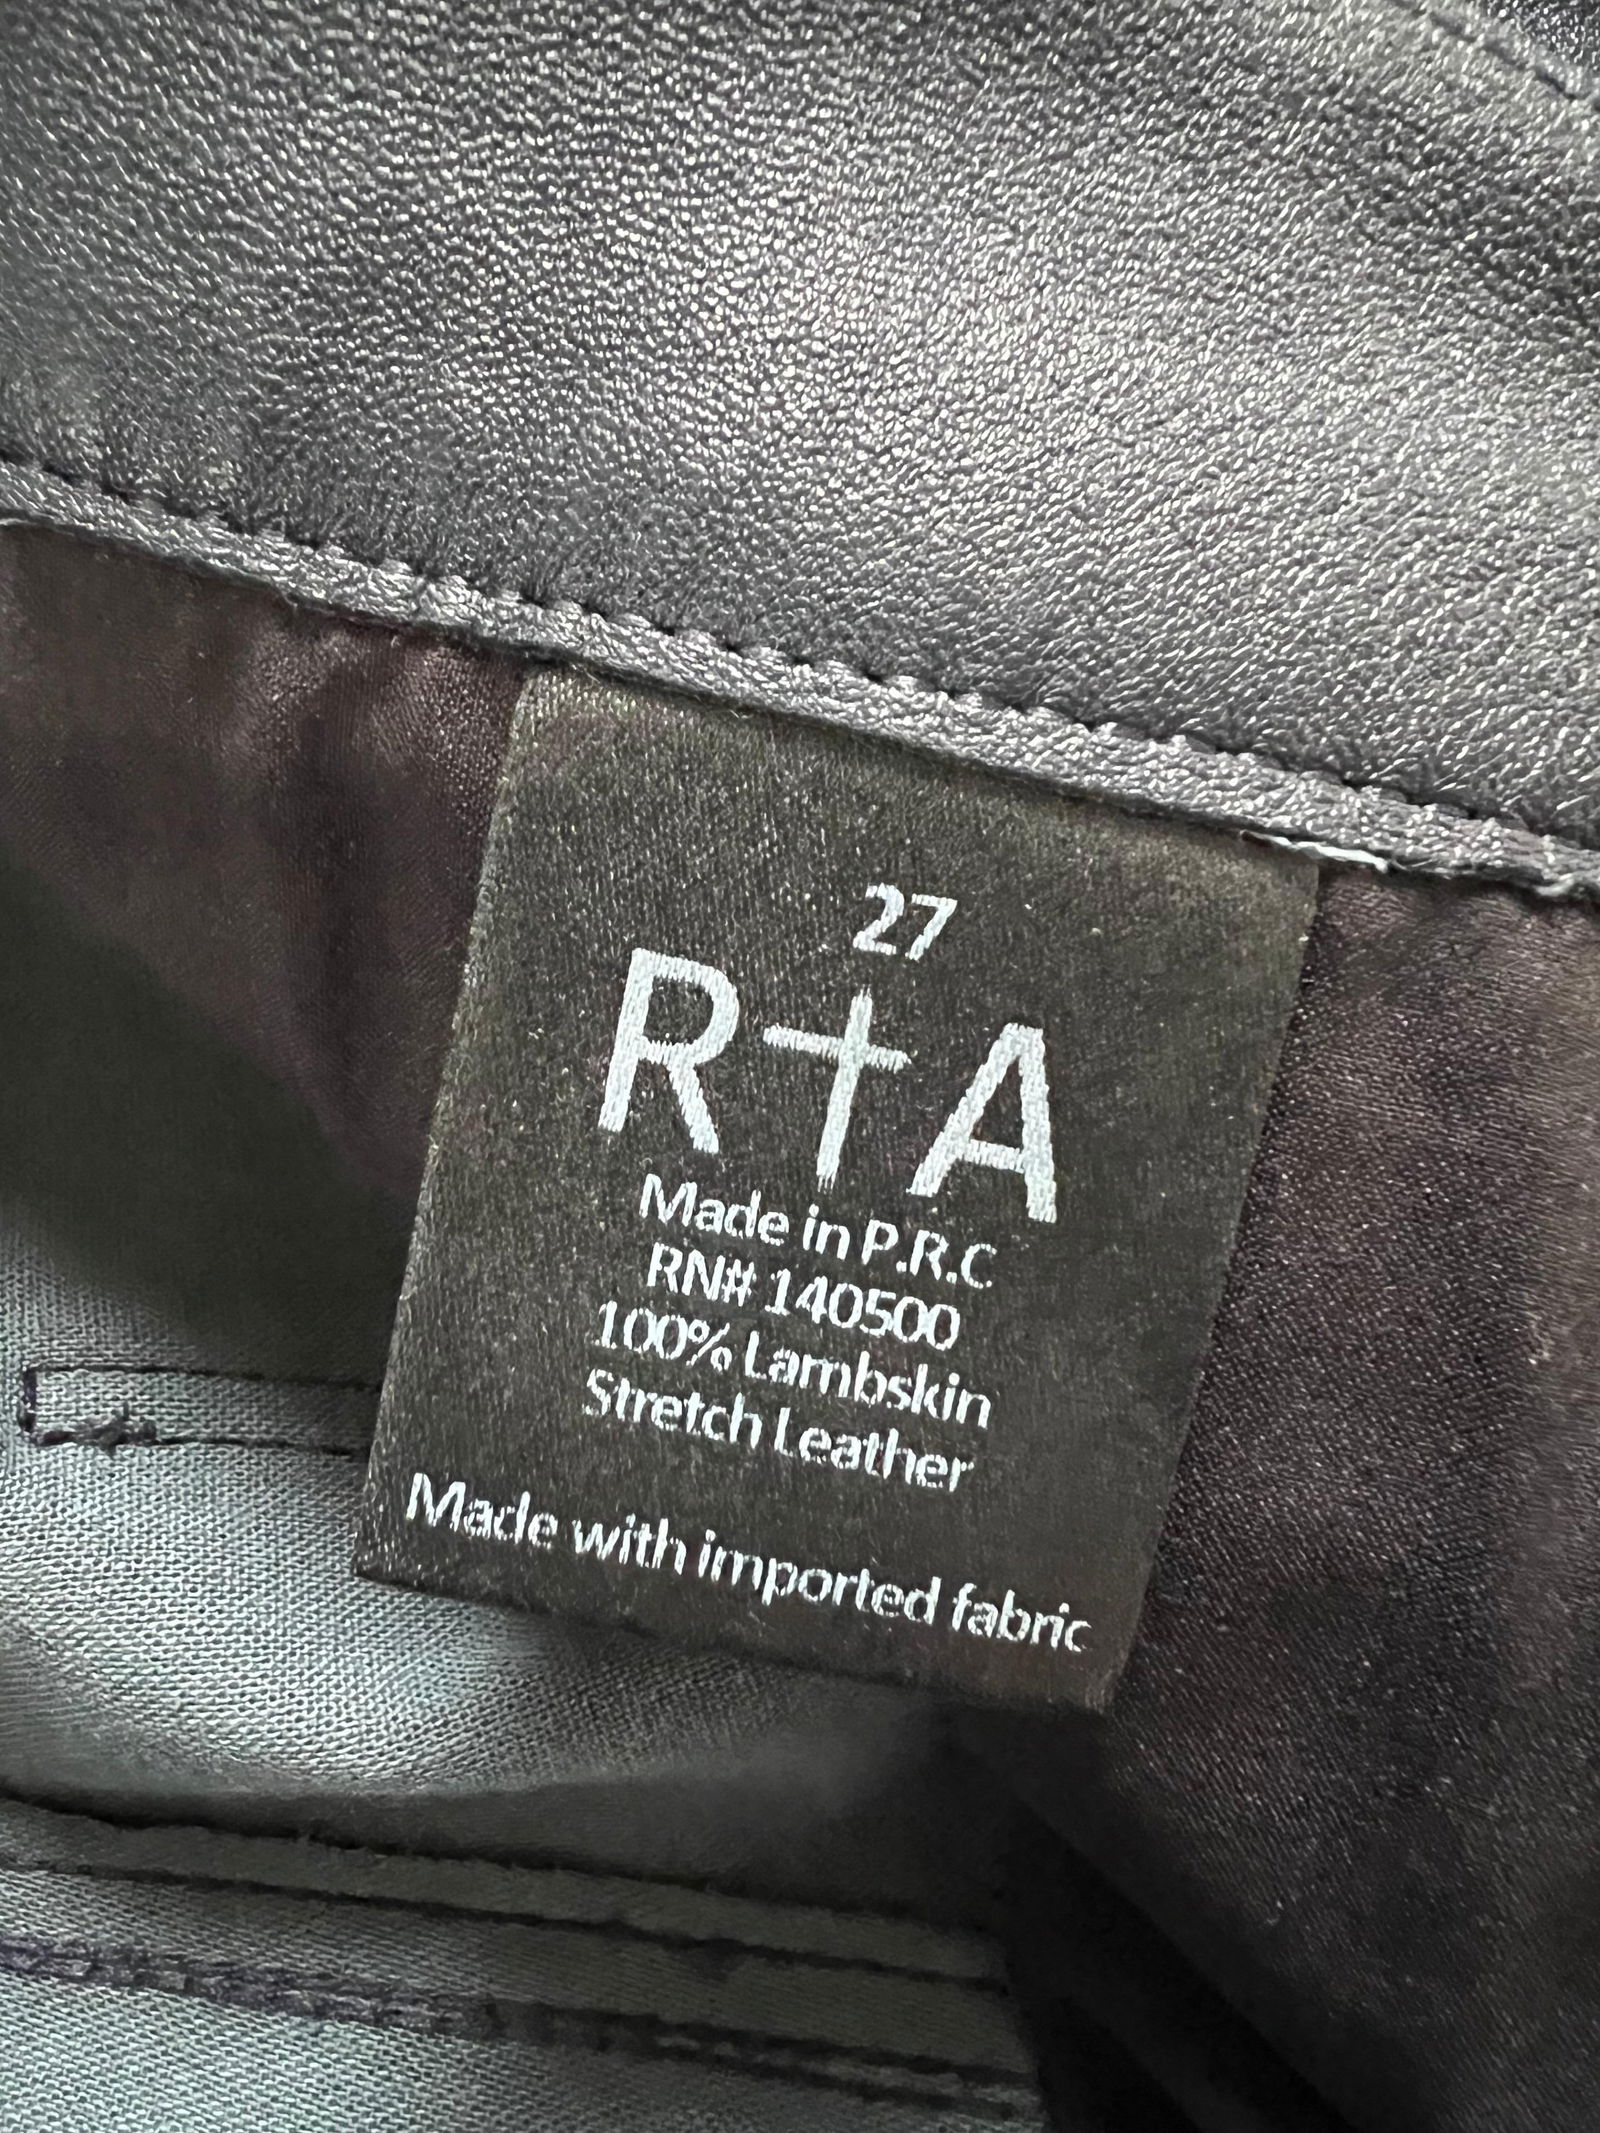 27
R†A
Made in P.R.C
RN# 140500
100% Lambskin
Stretch Leather
Made with imported fabric